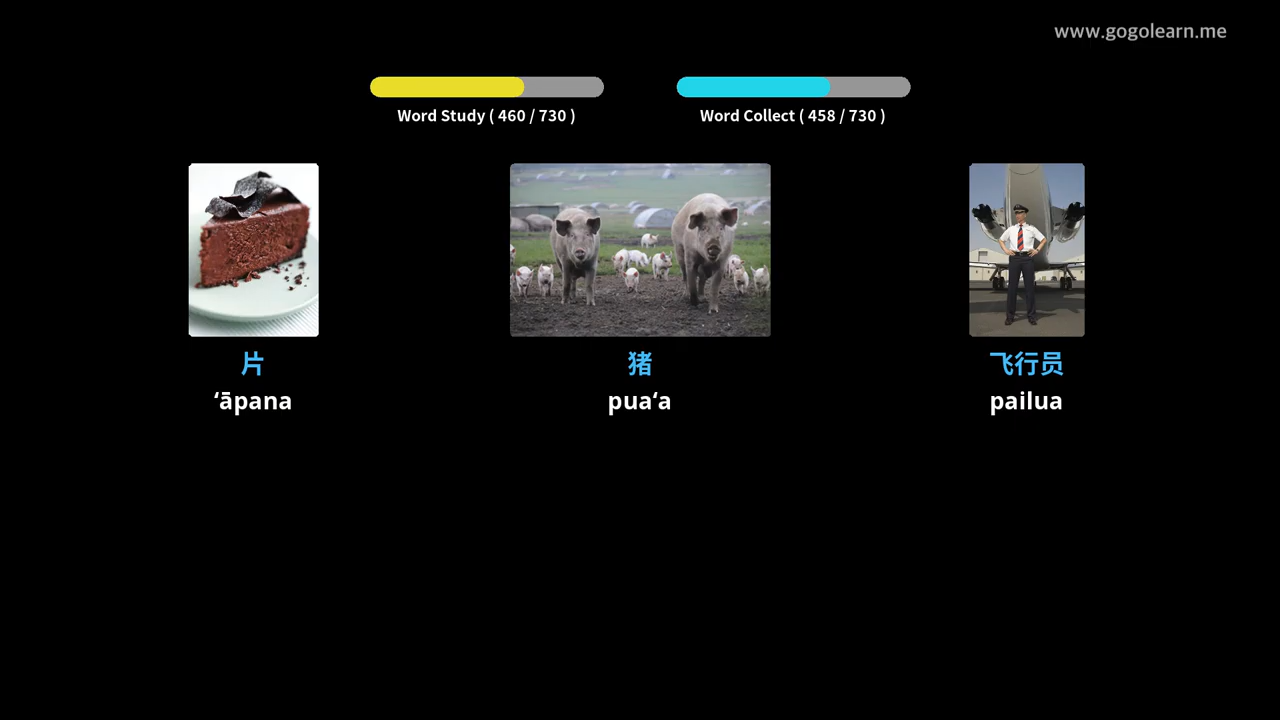 www.gogolearn.me
Word Study ( 460 / 730 )
Word Collect ( 458 / 730 )
片
ʻāpana
猪
puaʻa
飞行员
pailua